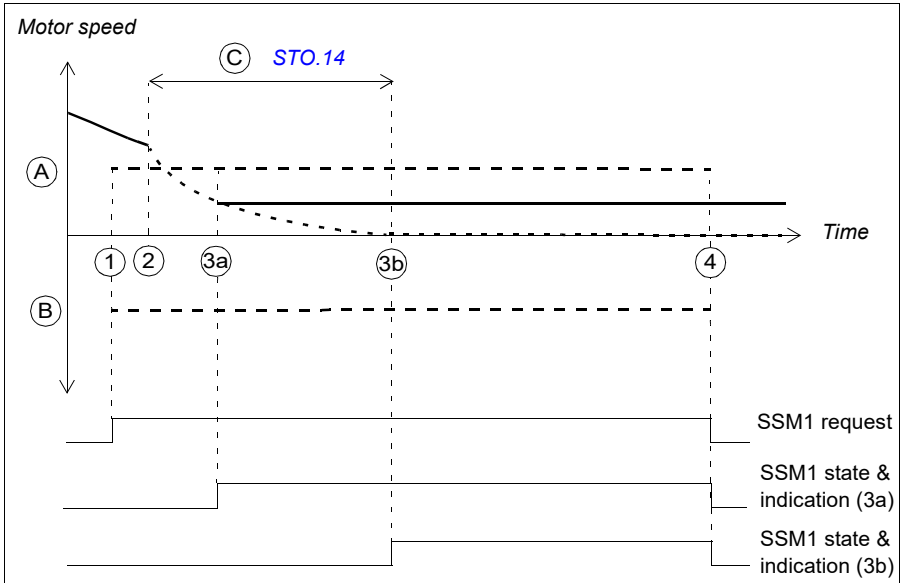 Motor speed
C STO.14
A
Time
1 2 3a 3b 4
B
SSM1 request
SSM1 state &
indication (3a)
SSM1 state &
indication (3b)